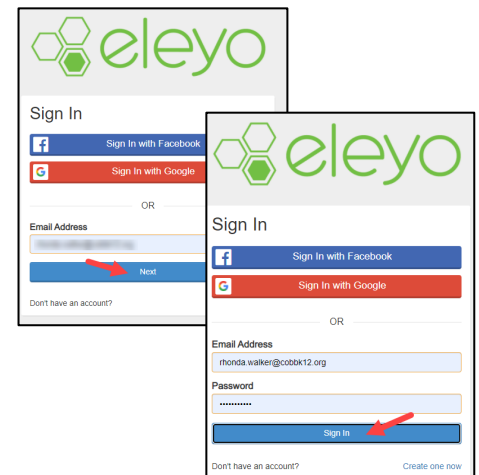 eleyo
Sign In
Sign In with Facebook
Sign In with Google
OR
Email Address
Next
Don't have an account?
eleyo
Sign In
Sign In with Facebook
Sign In with Google
OR
Email Address
rhonda.walker@cobbk12.org
Password
Sign In
Don't have an account? Create one now